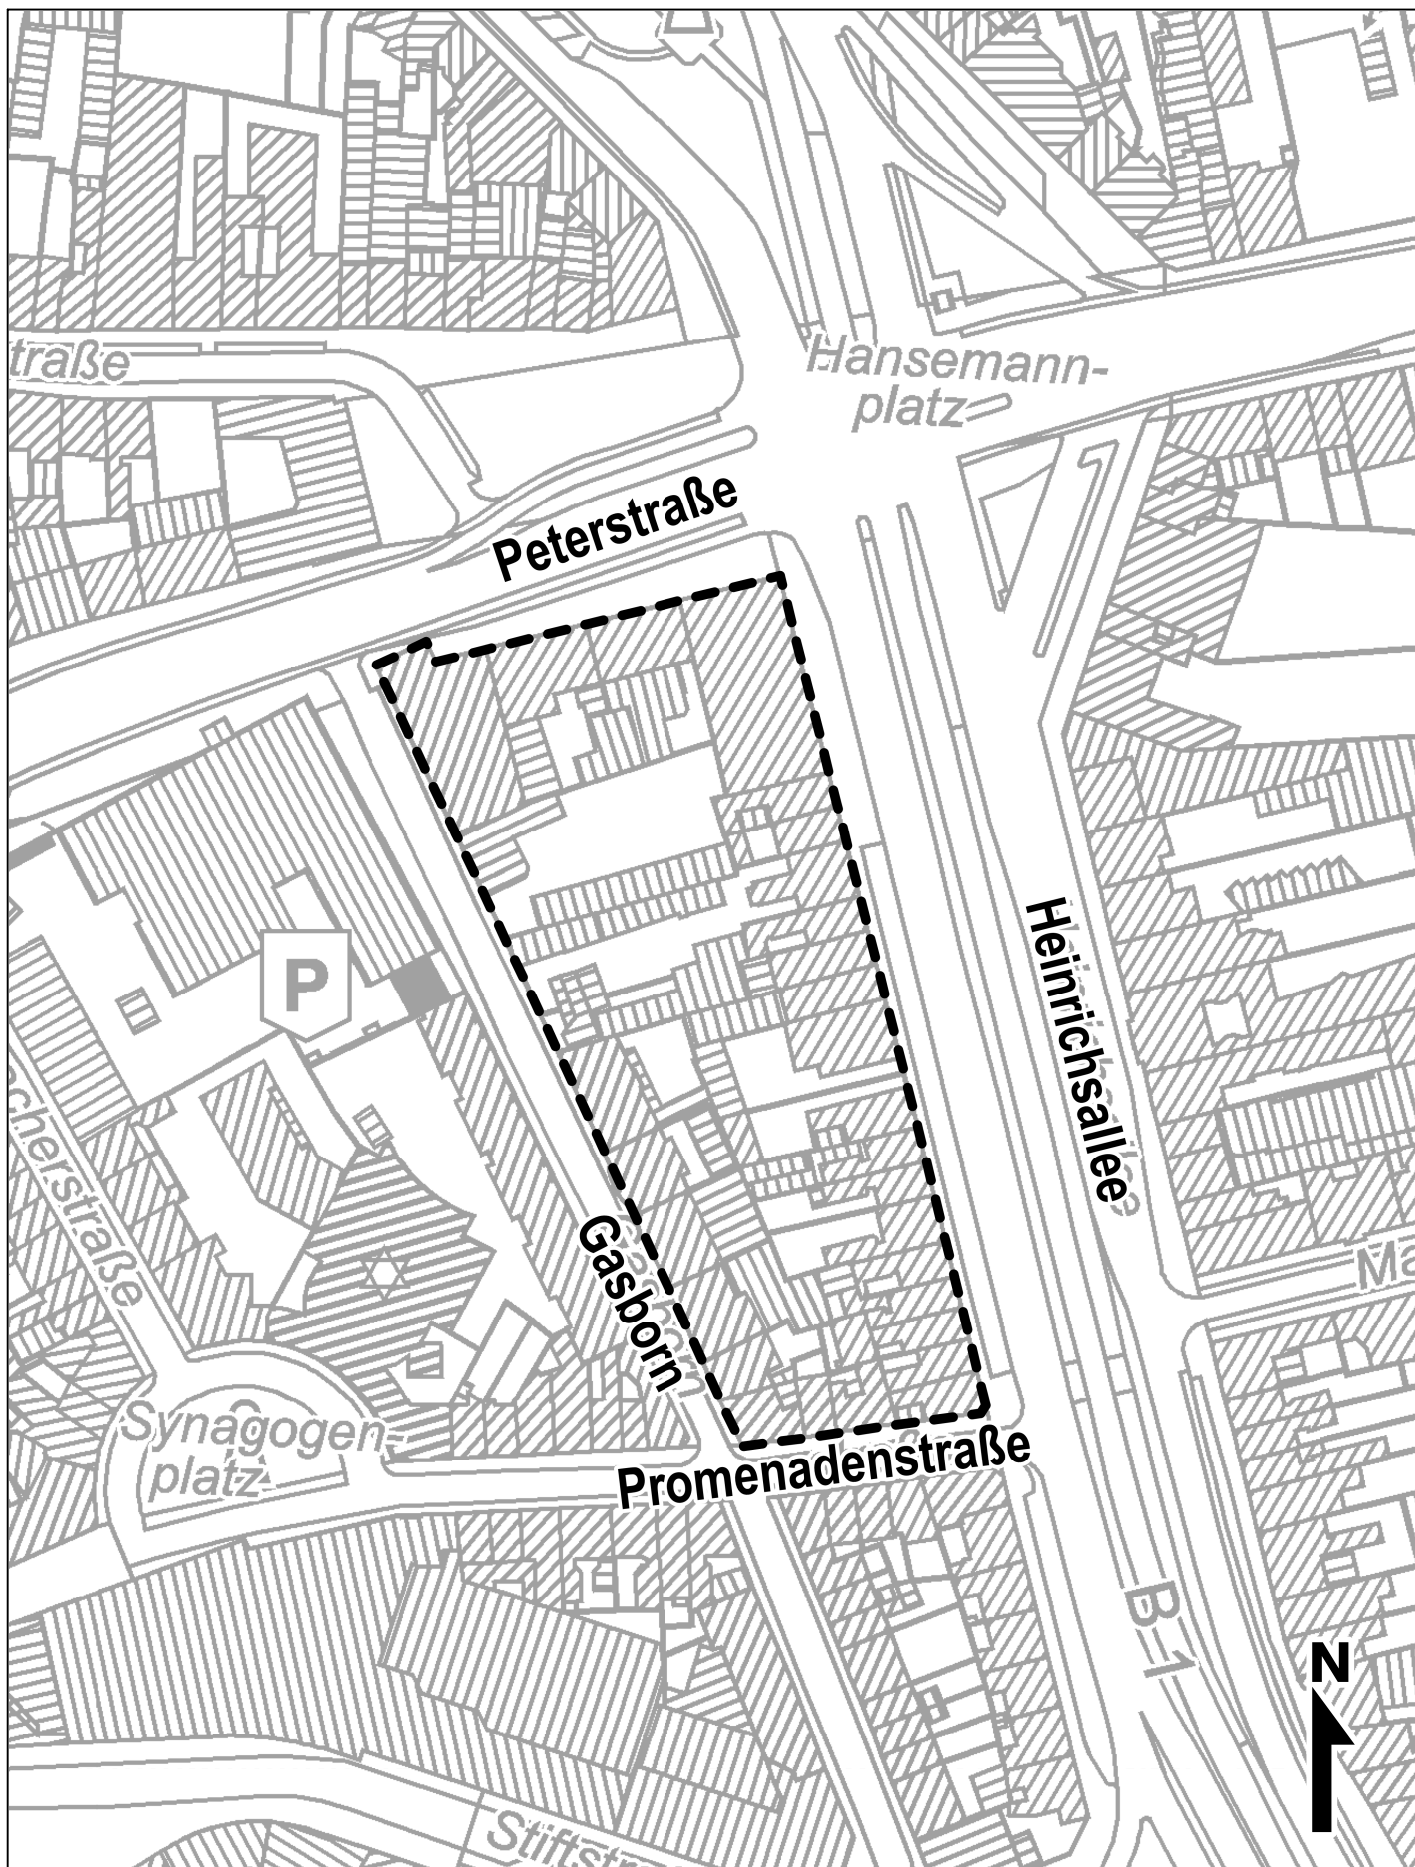 Hansemann-
platz
traße
Peterstraße
P
Heinrichsallee
cherstraße
Gasborn
Ma
Synagogen-
platz
Promenadenstraße
B 1
N
Stiftstr